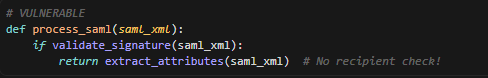 # VULNERABLE
def process_saml(saml_xml):
    if validate_signature(saml_xml):
        return extract_attributes(saml_xml)  # No recipient check!